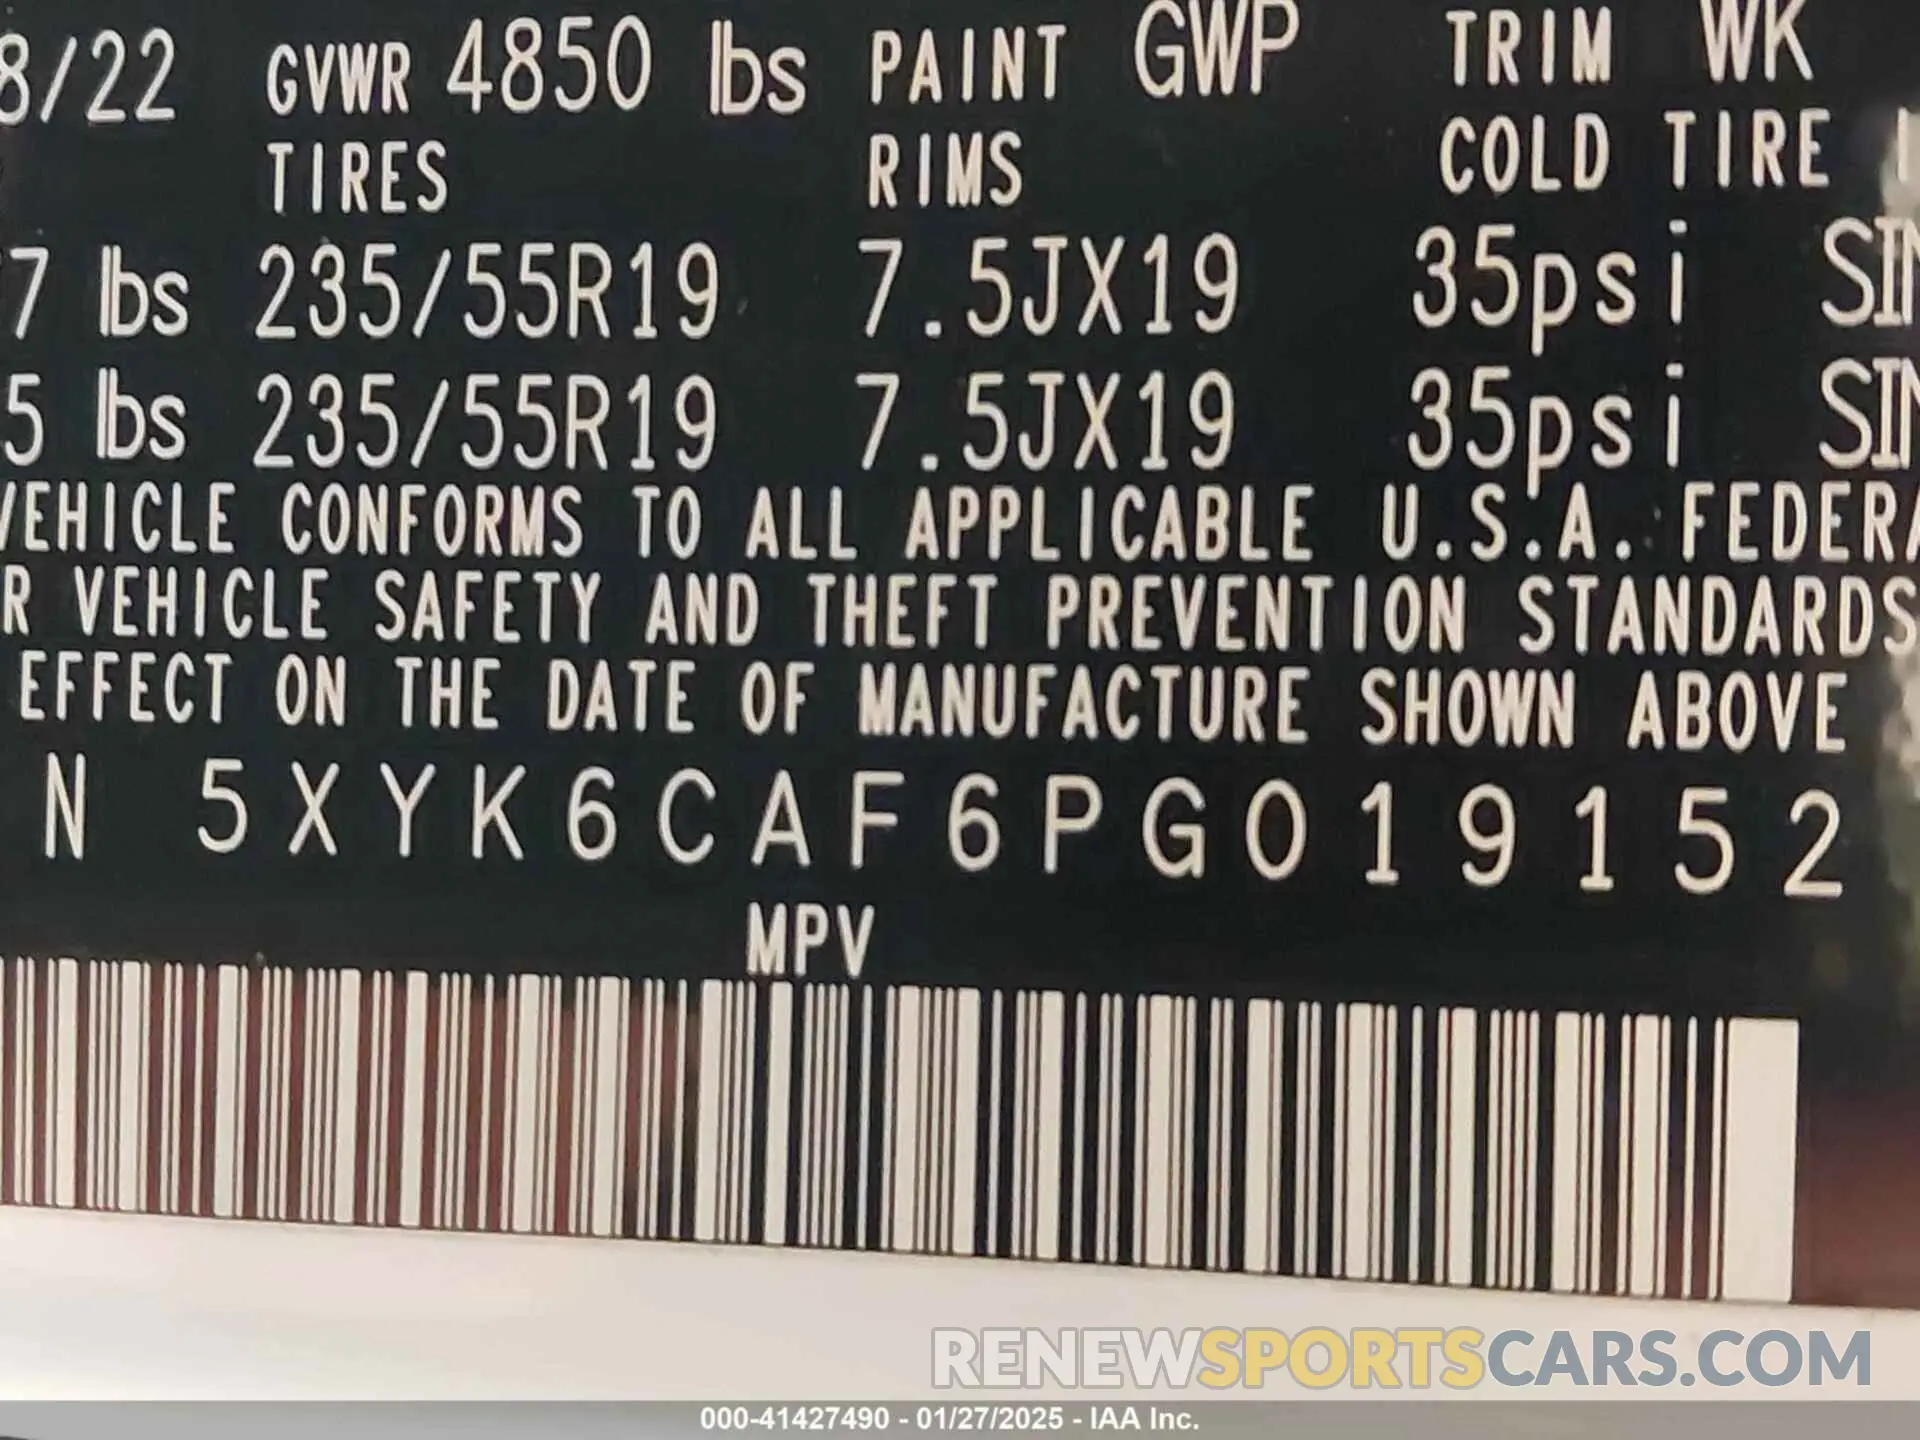 8/22 GVWR 4850 lbs PAINT GWP TRIM WK
TIRES RIMS COLD TIRE
7 lbs 235/55R19 7.5JX19 35psi SIN
5 lbs 235/55R19 7.5JX19 35psi SIN
VEHICLE CONFORMS TO ALL APPLICABLE U.S.A. FEDERA
R VEHICLE SAFETY AND THEFT PREVENTION STANDARDS
EFFECT ON THE DATE OF MANUFACTURE SHOWN ABOVE
N 5XYK6CAF6PG019152
MPV
RENEWSPORTSCARS.COM
000-41427490 - 01/27/2025 - IAA Inc.